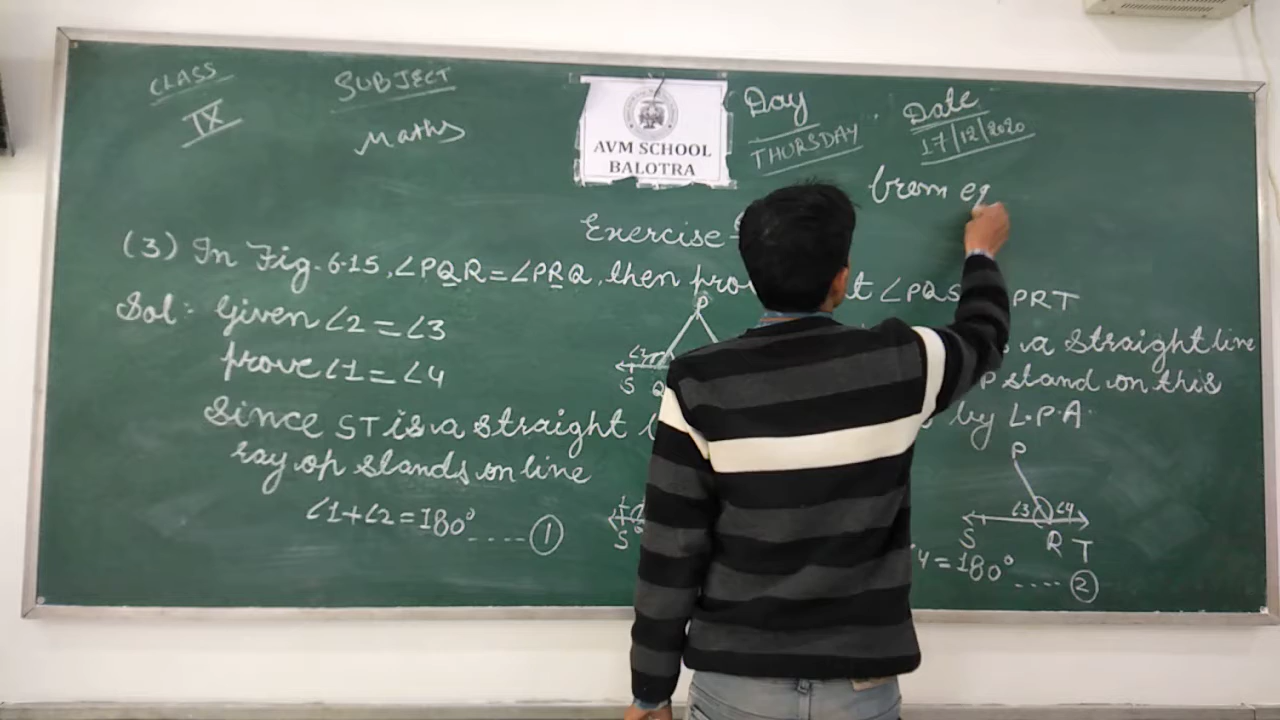 CLASS
IX
SUBJECT
Maths
AVM SCHOOL
BALOTRA
Day
THURSDAY
Date
17/12/2020
from eq
Exercise
(3) In Fig. 6.15, ∠PQR = ∠PRQ, then prove ∠PQS PRT
Sol: Given ∠2 = ∠3
prove ∠1 = ∠4
Since ST is a straight
ray op stands on line
∠1 + ∠2 = 180° .... ①
P
S
a straight line
stand on this
by L.P.A.
P
∠3 ∠4
S R T
4 = 180° .... ②
S